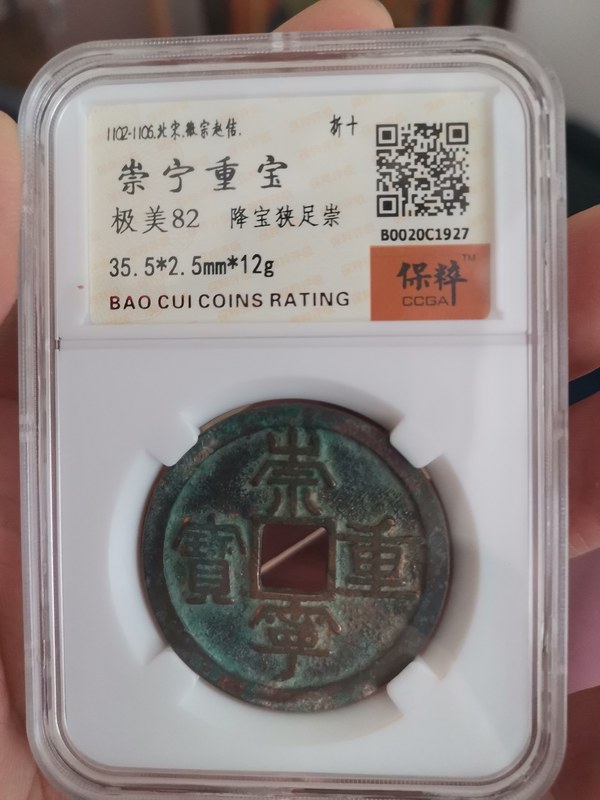 1102-1106.北宋.徽宗赵佶. 折十
崇宁重宝
极美82 降宝狭足崇
B0020C1927
35.5*2.5mm*12g
保粹 TM
CCGA
BAO CUI COINS RATING
崇
寶 重
寧